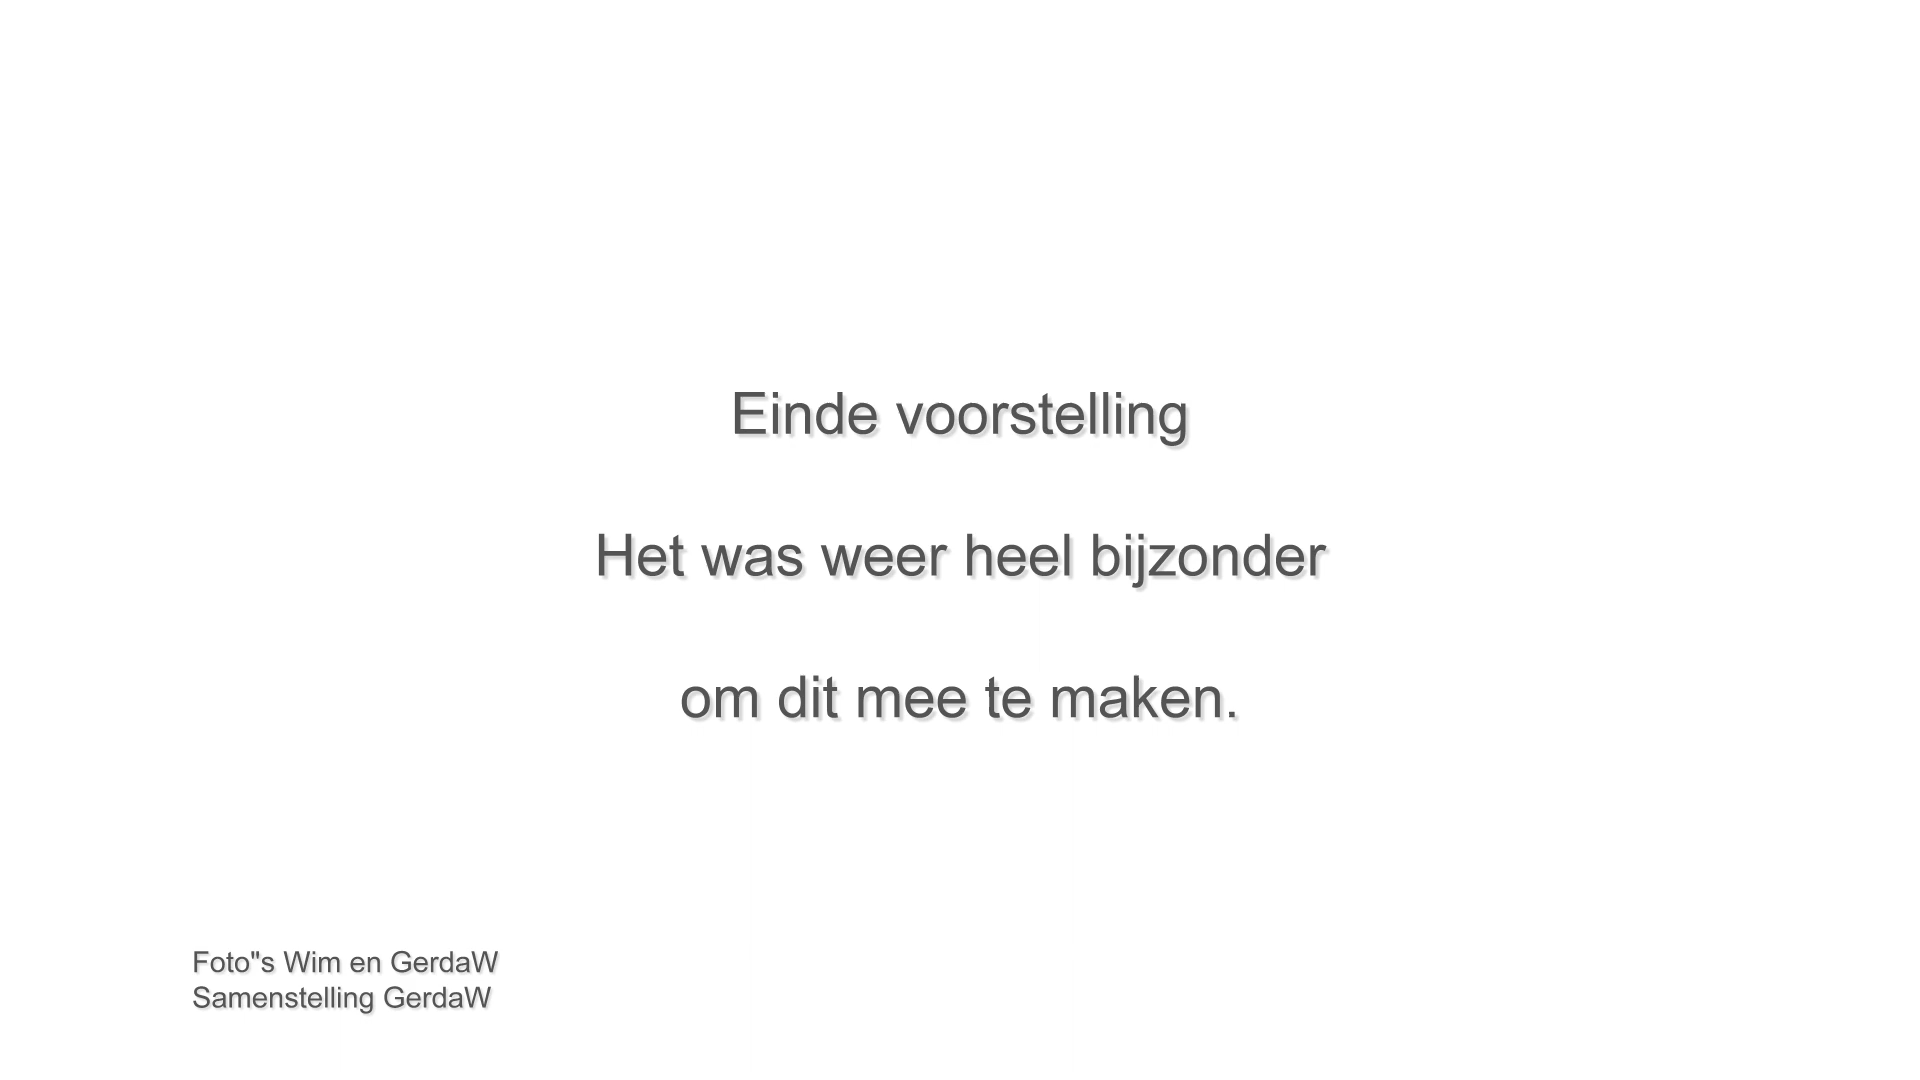 Einde voorstelling
Het was weer heel bijzonder
om dit mee te maken.
Foto"s Wim en GerdaW
Samenstelling GerdaW